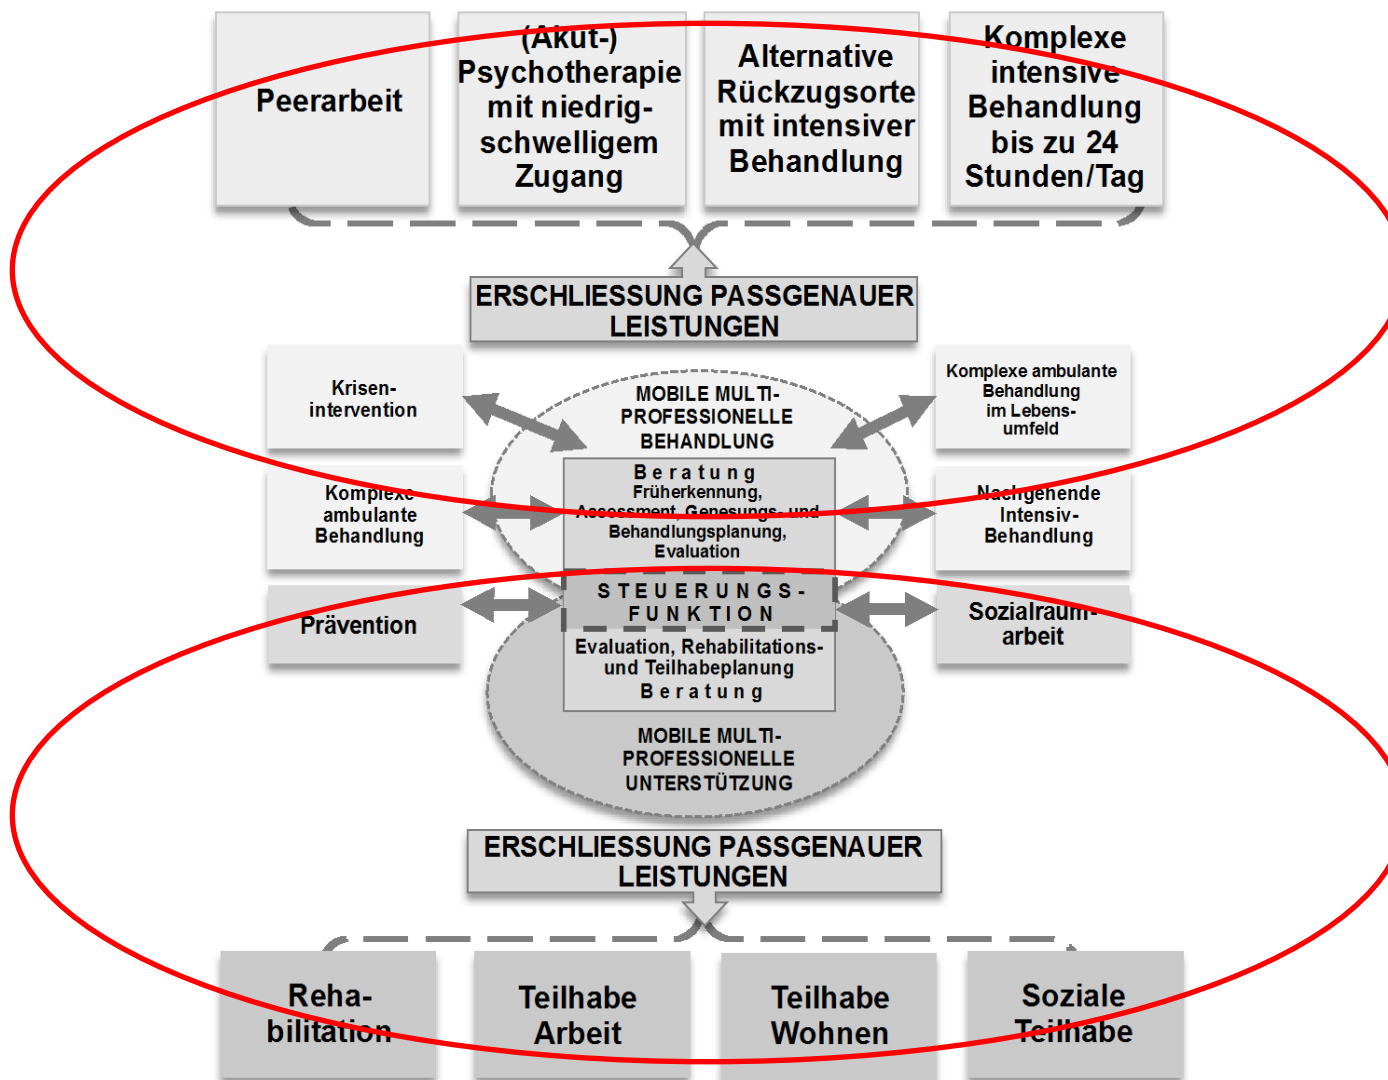 Peerarbeit
(Akut-)
Psychotherapie
mit niedrig-
schwelligem
Zugang
Alternative
Rückzugsorte
mit intensiver
Behandlung
Komplexe
intensive
Behandlung
bis zu 24
Stunden/Tag
ERSCHLIESSUNG PASSGENAUER
LEISTUNGEN
Krisen-
intervention
MOBILE MULTI-
PROFESSIONELLE
BEHANDLUNG
Komplexe ambulante
Behandlung
im Lebens-
umfeld
Komplexe
ambulante
Behandlung
Beratung
Früherkennung,
Assessment, Genesungs- und
Behandlungsplanung,
Evaluation
Nachgehende
Intensiv-
Behandlung
Prävention
STEUERUNGS-
FUNKTION
Sozialraum-
arbeit
Evaluation, Rehabilitations-
und Teilhabeplanung
Beratung
MOBILE MULTI-
PROFESSIONELLE
UNTERSTÜTZUNG
ERSCHLIESSUNG PASSGENAUER
LEISTUNGEN
Reha-
bilitation
Teilhabe
Arbeit
Teilhabe
Wohnen
Soziale
Teilhabe